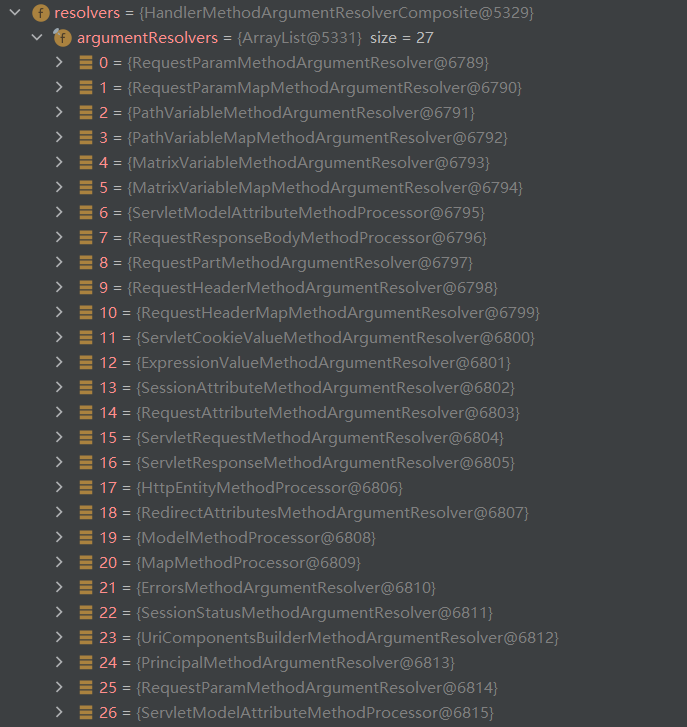 resolvers = {HandlerMethodArgumentResolverComposite@5329}
argumentResolvers = {ArrayList@5331} size = 27
0 = {RequestParamMethodArgumentResolver@6789}
1 = {RequestParamMapMethodArgumentResolver@6790}
2 = {PathVariableMethodArgumentResolver@6791}
3 = {PathVariableMapMethodArgumentResolver@6792}
4 = {MatrixVariableMethodArgumentResolver@6793}
5 = {MatrixVariableMapMethodArgumentResolver@6794}
6 = {ServletModelAttributeMethodProcessor@6795}
7 = {RequestResponseBodyMethodProcessor@6796}
8 = {RequestPartMethodArgumentResolver@6797}
9 = {RequestHeaderMethodArgumentResolver@6798}
10 = {RequestHeaderMapMethodArgumentResolver@6799}
11 = {ServletCookieValueMethodArgumentResolver@6800}
12 = {ExpressionValueMethodArgumentResolver@6801}
13 = {SessionAttributeMethodArgumentResolver@6802}
14 = {RequestAttributeMethodArgumentResolver@6803}
15 = {ServletRequestMethodArgumentResolver@6804}
16 = {ServletResponseMethodArgumentResolver@6805}
17 = {HttpEntityMethodProcessor@6806}
18 = {RedirectAttributesMethodArgumentResolver@6807}
19 = {ModelMethodProcessor@6808}
20 = {MapMethodProcessor@6809}
21 = {ErrorsMethodArgumentResolver@6810}
22 = {SessionStatusMethodArgumentResolver@6811}
23 = {UriComponentsBuilderMethodArgumentResolver@6812}
24 = {PrincipalMethodArgumentResolver@6813}
25 = {RequestParamMethodArgumentResolver@6814}
26 = {ServletModelAttributeMethodProcessor@6815}